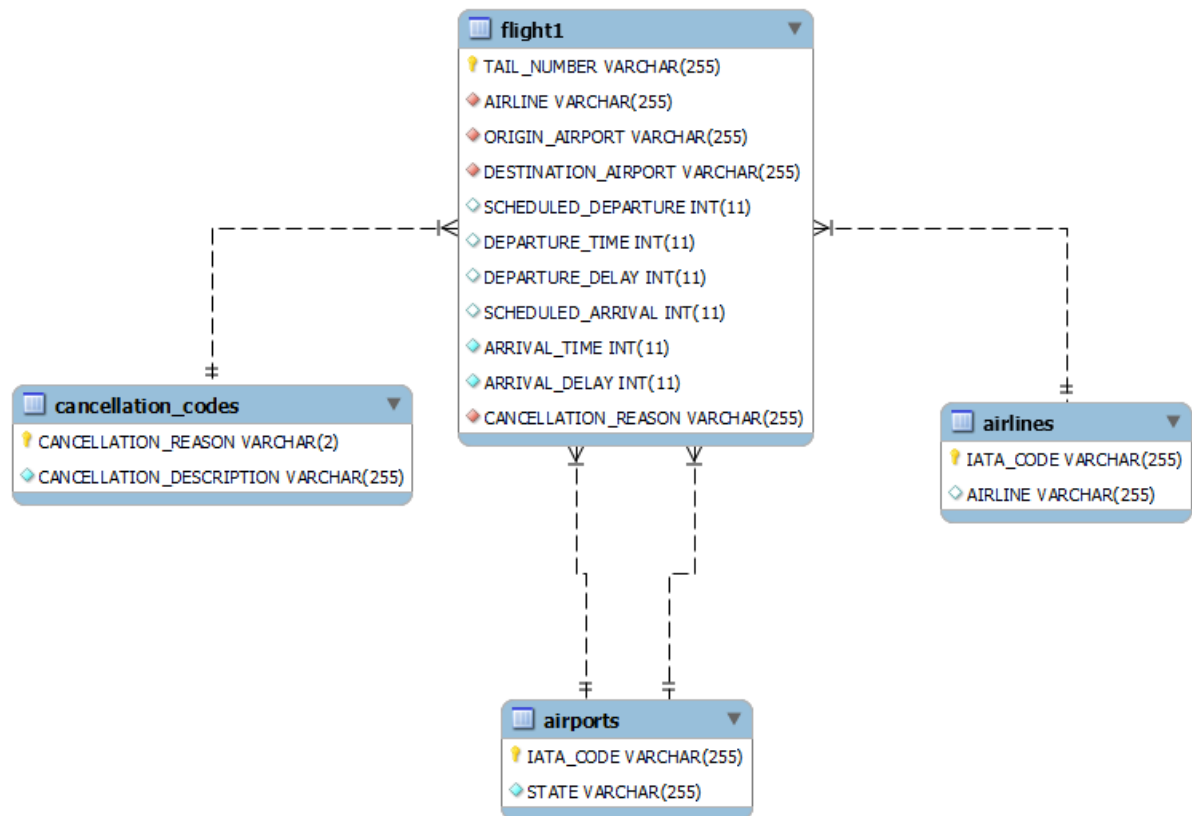 flight1
TAIL_NUMBER VARCHAR(255)
AIRLINE VARCHAR(255)
ORIGIN_AIRPORT VARCHAR(255)
DESTINATION_AIRPORT VARCHAR(255)
SCHEDULED_DEPARTURE INT(11)
DEPARTURE_TIME INT(11)
DEPARTURE_DELAY INT(11)
SCHEDULED_ARRIVAL INT(11)
ARRIVAL_TIME INT(11)
ARRIVAL_DELAY INT(11)
CANCELLATION_REASON VARCHAR(255)
cancellation_codes
CANCELLATION_REASON VARCHAR(2)
CANCELLATION_DESCRIPTION VARCHAR(255)
airlines
IATA_CODE VARCHAR(255)
AIRLINE VARCHAR(255)
airports
IATA_CODE VARCHAR(255)
STATE VARCHAR(255)